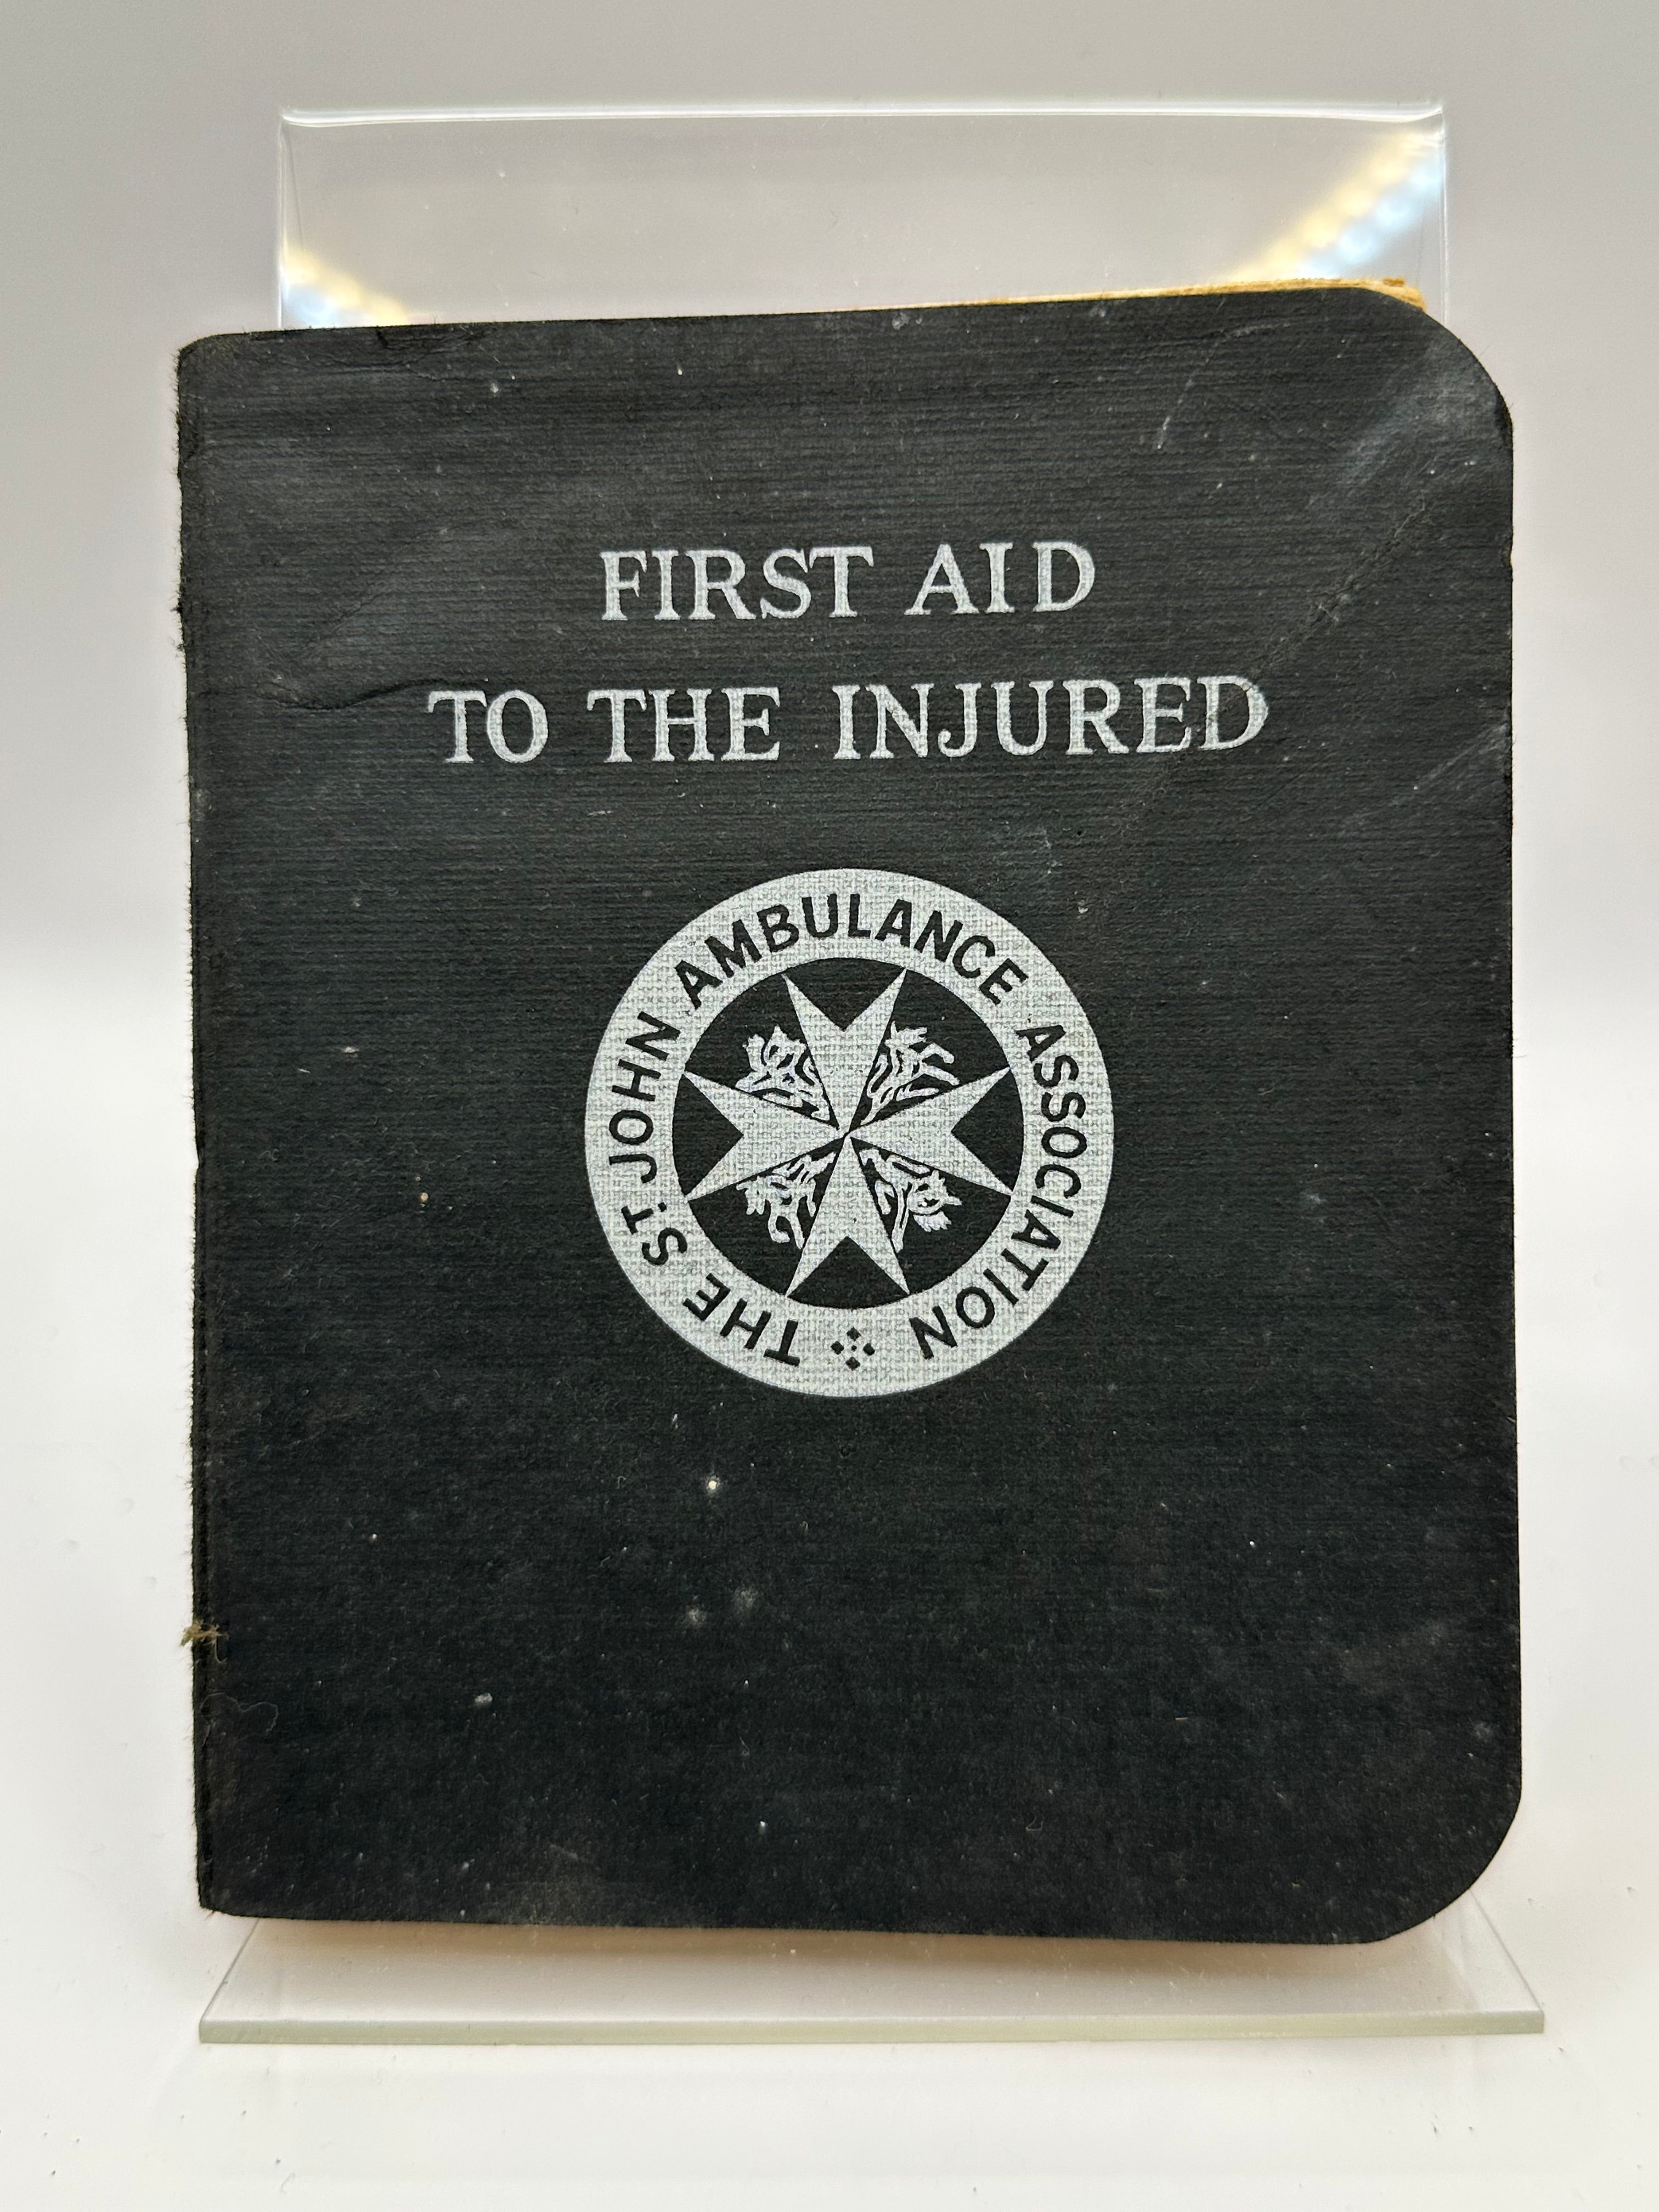 FIRST AID
TO THE INJURED
THE ST. JOHN AMBULANCE ASSOCIATION